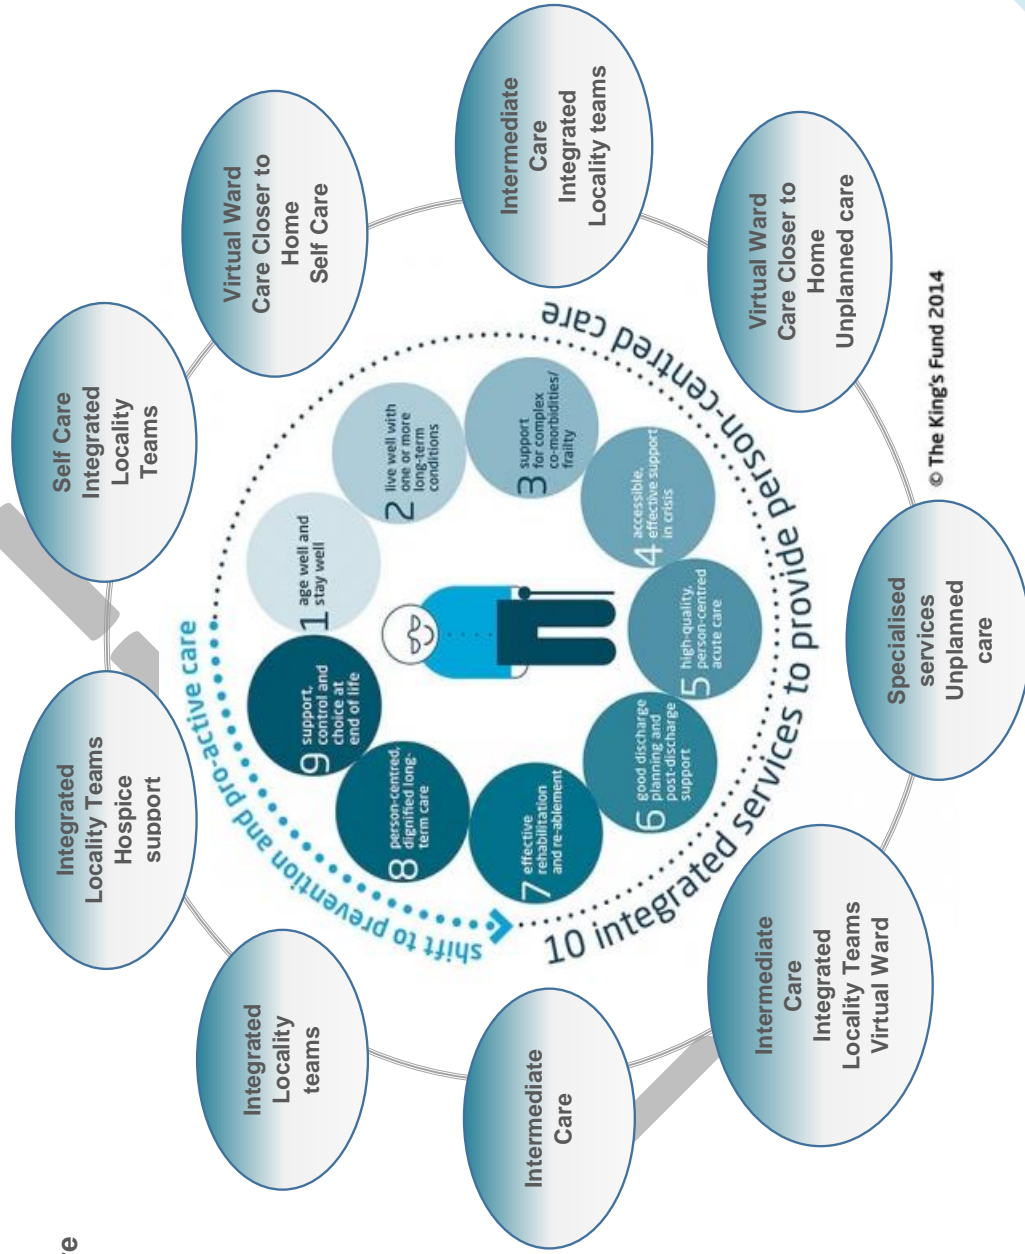 Self Care
Integrated
Locality
Teams
Virtual Ward
Care Closer to
Home
Self Care
Intermediate
Care
Integrated
Locality teams
Virtual Ward
Care Closer to
Home
Unplanned care
Specialised
services
Unplanned
care
Intermediate
Care
Integrated
Locality Teams
Virtual Ward
Intermediate
Care
Integrated
Locality
teams
Integrated
Locality Teams
Hospice
support
shift to prevention and pro-active care
1 age well and
stay well
2 live well with
one or more
long-term
conditions
3 support
for complex
co-morbidities/
frailty
4 accessible,
effective support
in crisis
5 high-quality,
person-centred
acute care
6 good discharge
planning and
post-discharge
support
7 effective
rehabilitation
and re-ablement
8 person-centred,
dignified long-
term care
9 support,
control and
choice at
end of life
10 integrated services to provide person-centred care
© The King's Fund 2014